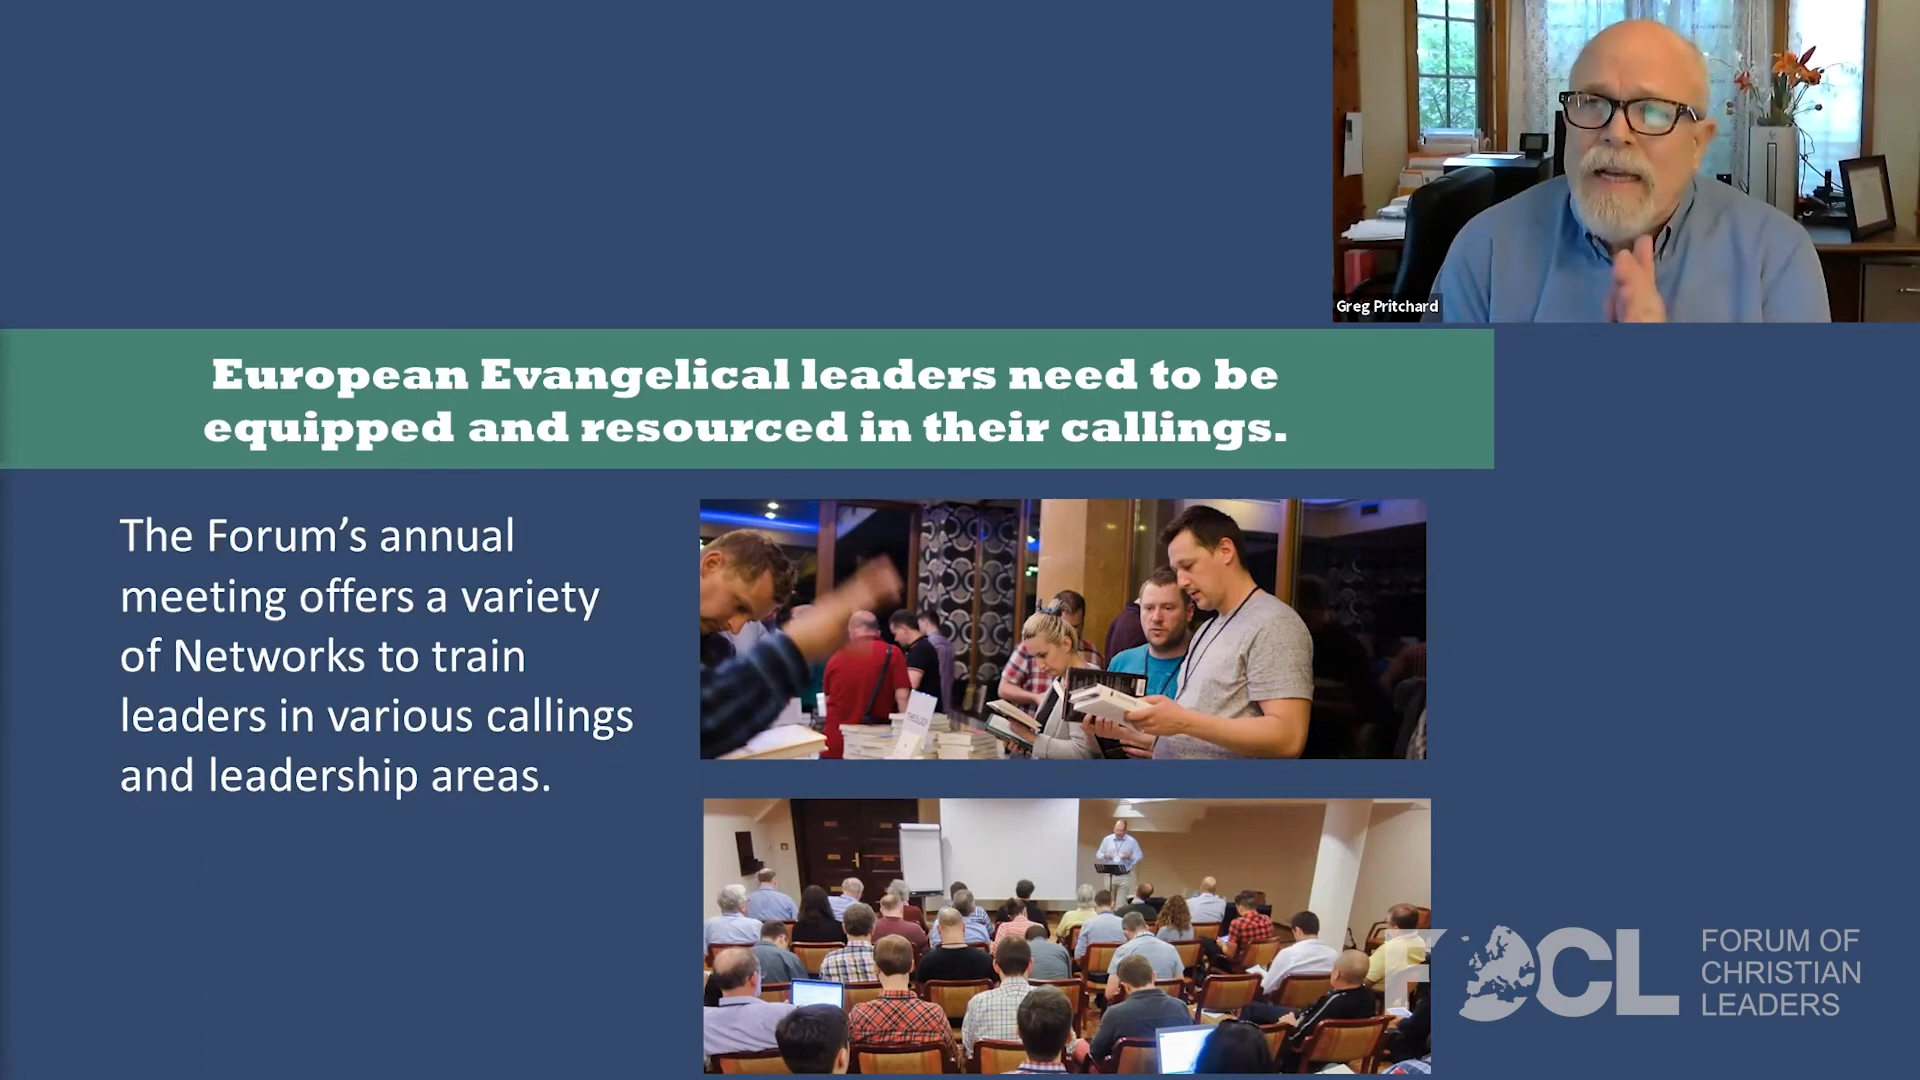 Greg Pritchard
European Evangelical leaders need to be
equipped and resourced in their callings.
The Forum’s annual
meeting offers a variety
of Networks to train
leaders in various callings
and leadership areas.
FOCL
FORUM OF
CHRISTIAN
LEADERS